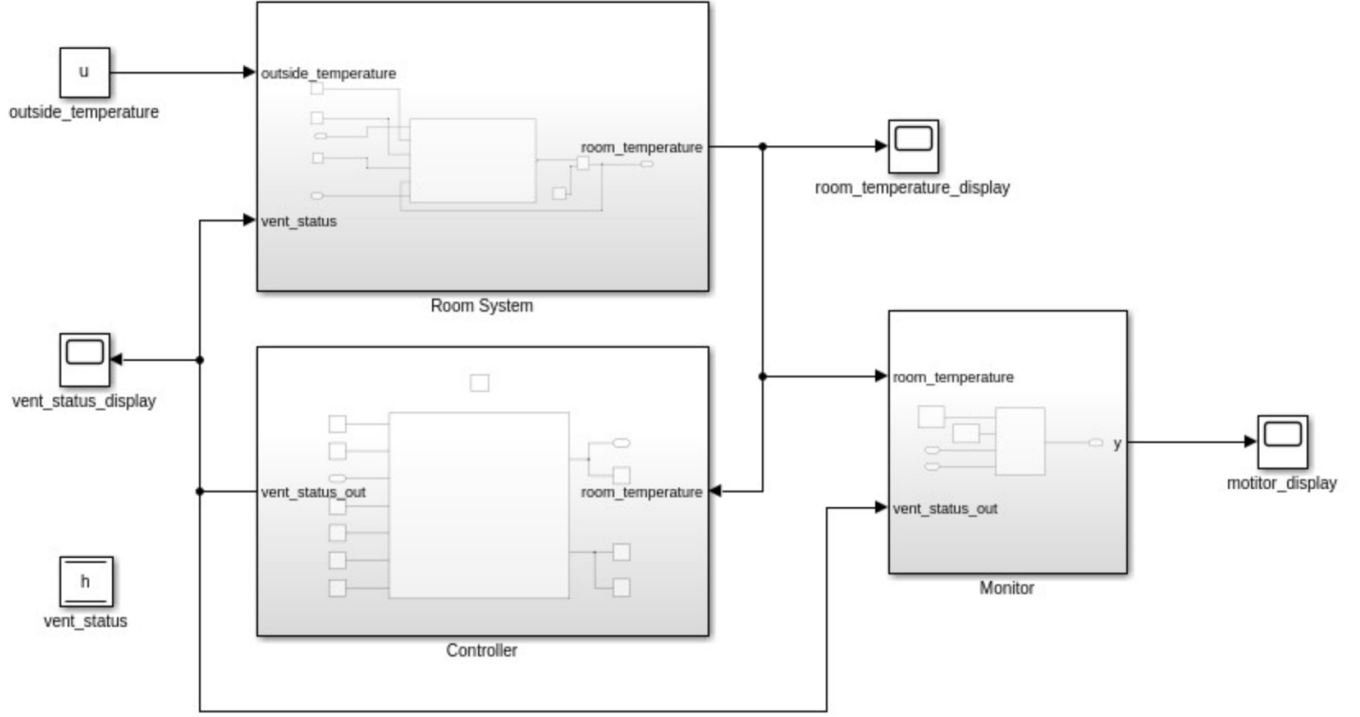 u
outside_temperature
outside_temperature
room_temperature
vent_status
Room System
room_temperature_display
vent_status_display
vent_status_out
room_temperature
Controller
h
vent_status
room_temperature
y
vent_status_out
Monitor
motitor_display